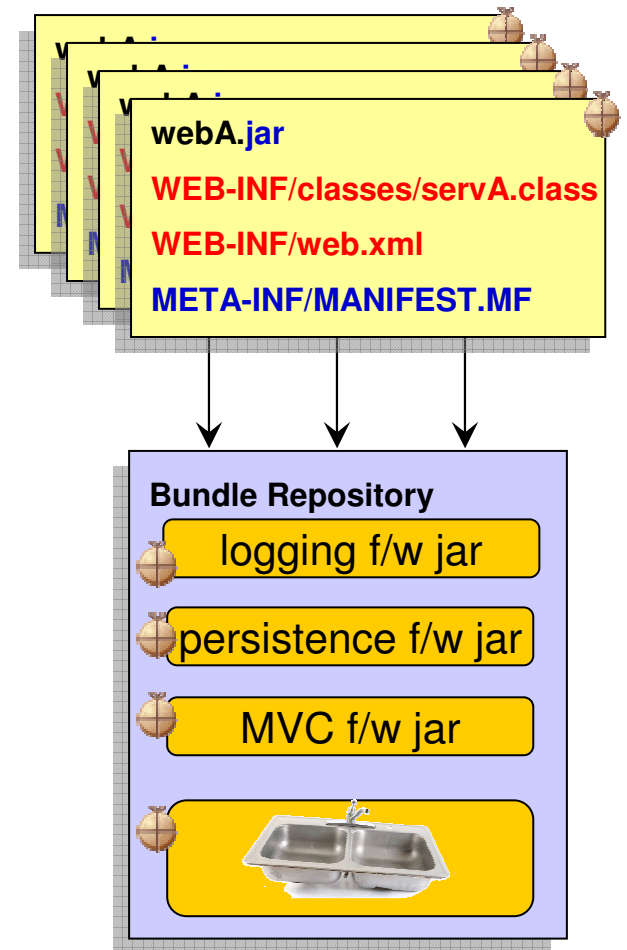 webA.jar
WEB-INF/classes/servA.class
WEB-INF/web.xml
META-INF/MANIFEST.MF
Bundle Repository
logging f/w jar
persistence f/w jar
MVC f/w jar